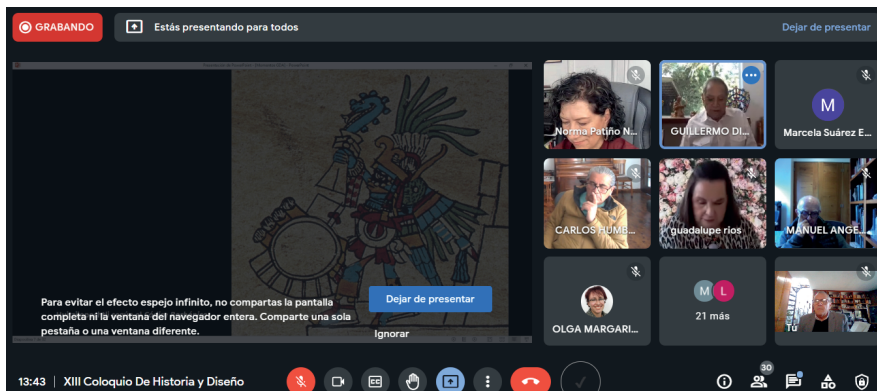 GRABANDO
Estás presentando para todos
Dejar de presentar
Norma Patiño N...
GUILLERMO DI...
M
Marcela Suárez E...
CARLOS HUMB...
guadalupe rios
MANUEL ANGE...
Para evitar el efecto espejo infinito, no compartas la pantalla
completa ni la ventana del navegador entera. Comparte una sola
pestaña o una ventana diferente.
Dejar de presentar
Ignorar
OLGA MARGARI...
M L
21 más
Tú
13:43 | XIII Coloquio De Historia y Diseño
CC
30